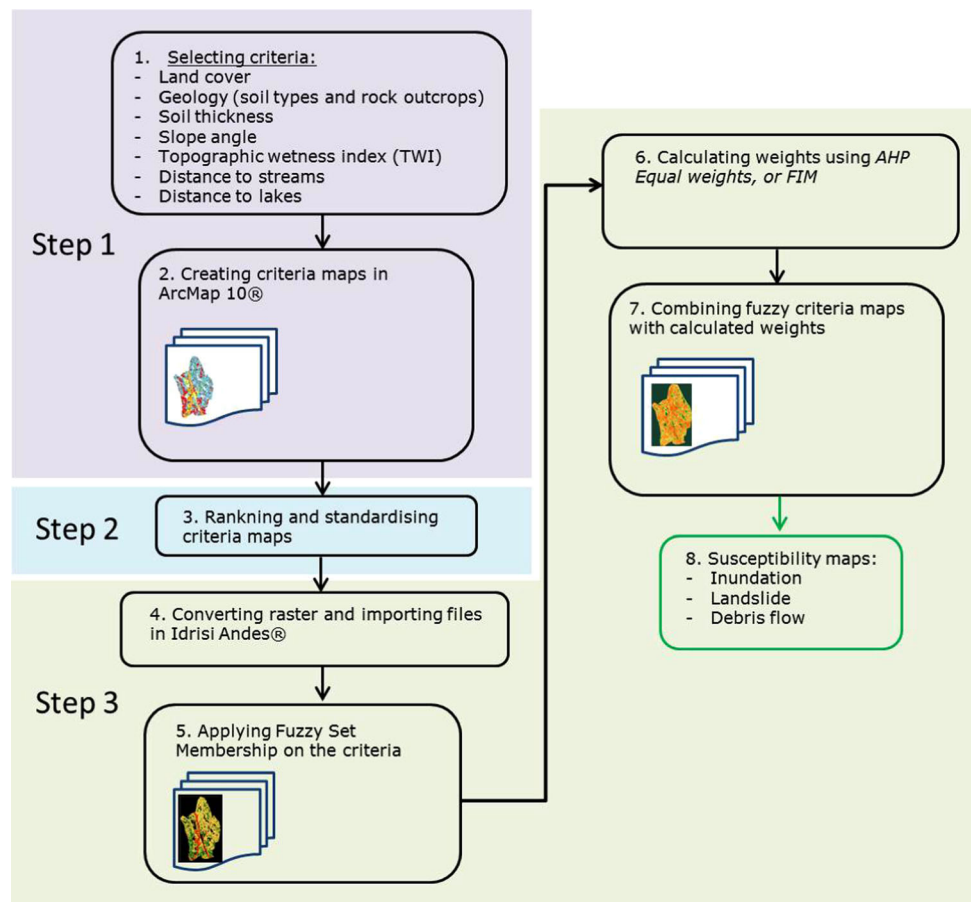 Step 1
1. Selecting criteria:
- Land cover
- Geology (soil types and rock outcrops)
- Soil thickness
- Slope angle
- Topographic wetness index (TWI)
- Distance to streams
- Distance to lakes
2. Creating criteria maps in
ArcMap 10®
Step 2
3. Rankning and standardising
criteria maps
Step 3
4. Converting raster and importing files
in Idrisi Andes®
5. Applying Fuzzy Set
Membership on the criteria
6. Calculating weights using AHP
Equal weights, or FIM
7. Combining fuzzy criteria maps
with calculated weights
8. Susceptibility maps:
- Inundation
- Landslide
- Debris flow